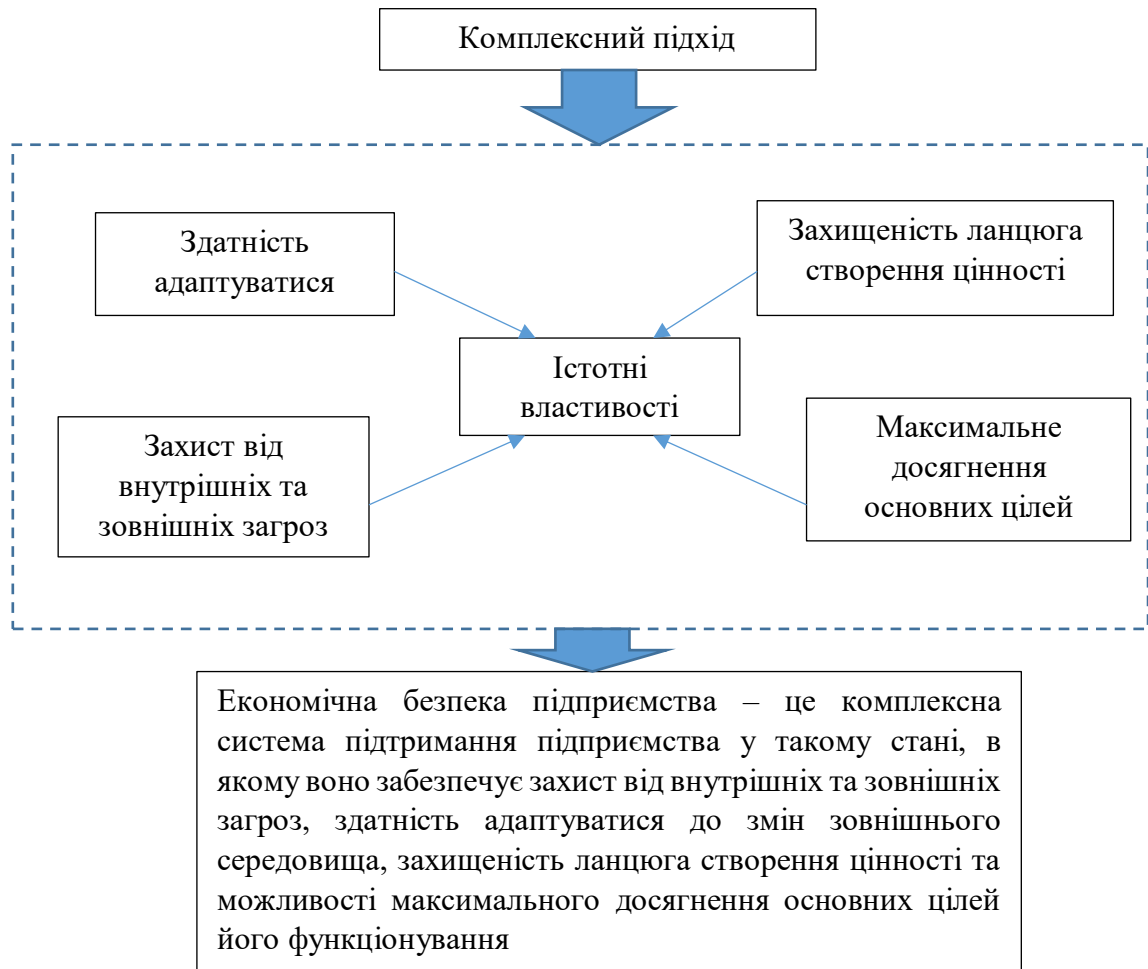 Комплексний підхід
Здатність
адаптуватися
Захищеність ланцюга
створення цінності
Істотні
властивості
Захист від
внутрішніх та
зовнішніх загроз
Максимальне
досягнення
основних цілей
Економічна безпека підприємства – це комплексна
система підтримання підприємства у такому стані, в
якому воно забезпечує захист від внутрішніх та зовнішніх
загроз, здатність адаптуватися до змін зовнішнього
середовища, захищеність ланцюга створення цінності та
можливості максимального досягнення основних цілей
його функціонування